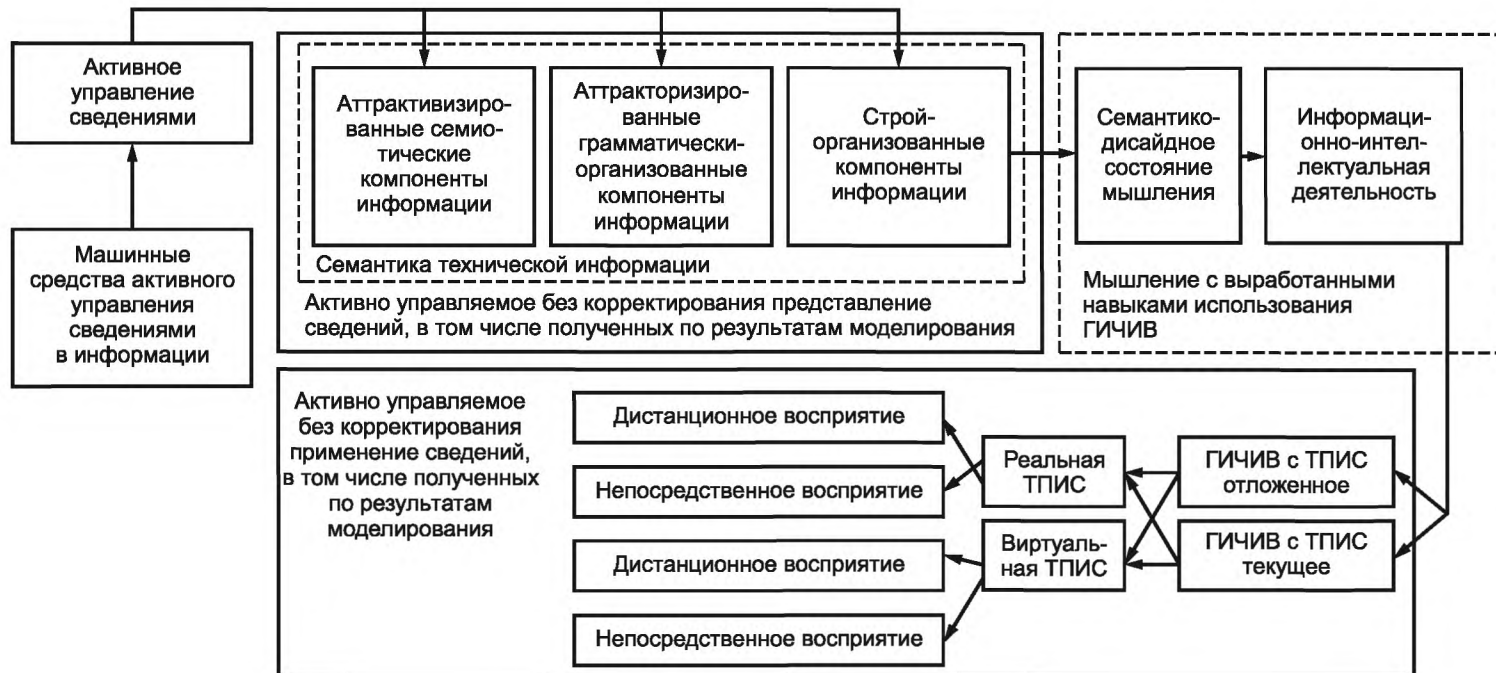 Активное
управление
сведениями
Машинные
средства активного
управления
сведениями
в информации
Аттрактивизиро-
ванные семио-
тические
компоненты
информации
Аттракторизиро-
ванные
грамматически-
организованные
компоненты
информации
Строй-
организованные
компоненты
информации
Семантика технической информации
Активно управляемое без корректирования представление
сведений, в том числе полученных по результатам моделирования
Семантико-
дисайдное
состояние
мышления
Информаци-
онно-интел-
лектуальная
деятельность
Мышление с выработанными
навыками использования
ГИЧИВ
Активно управляемое
без корректирования
применение сведений,
в том числе полученных
по результатам
моделирования
Дистанционное восприятие
Непосредственное восприятие
Дистанционное восприятие
Непосредственное восприятие
Реальная
ТПИС
Виртуаль-
ная ТПИС
ГИЧИВ с ТПИС
отложенное
ГИЧИВ с ТПИС
текущее